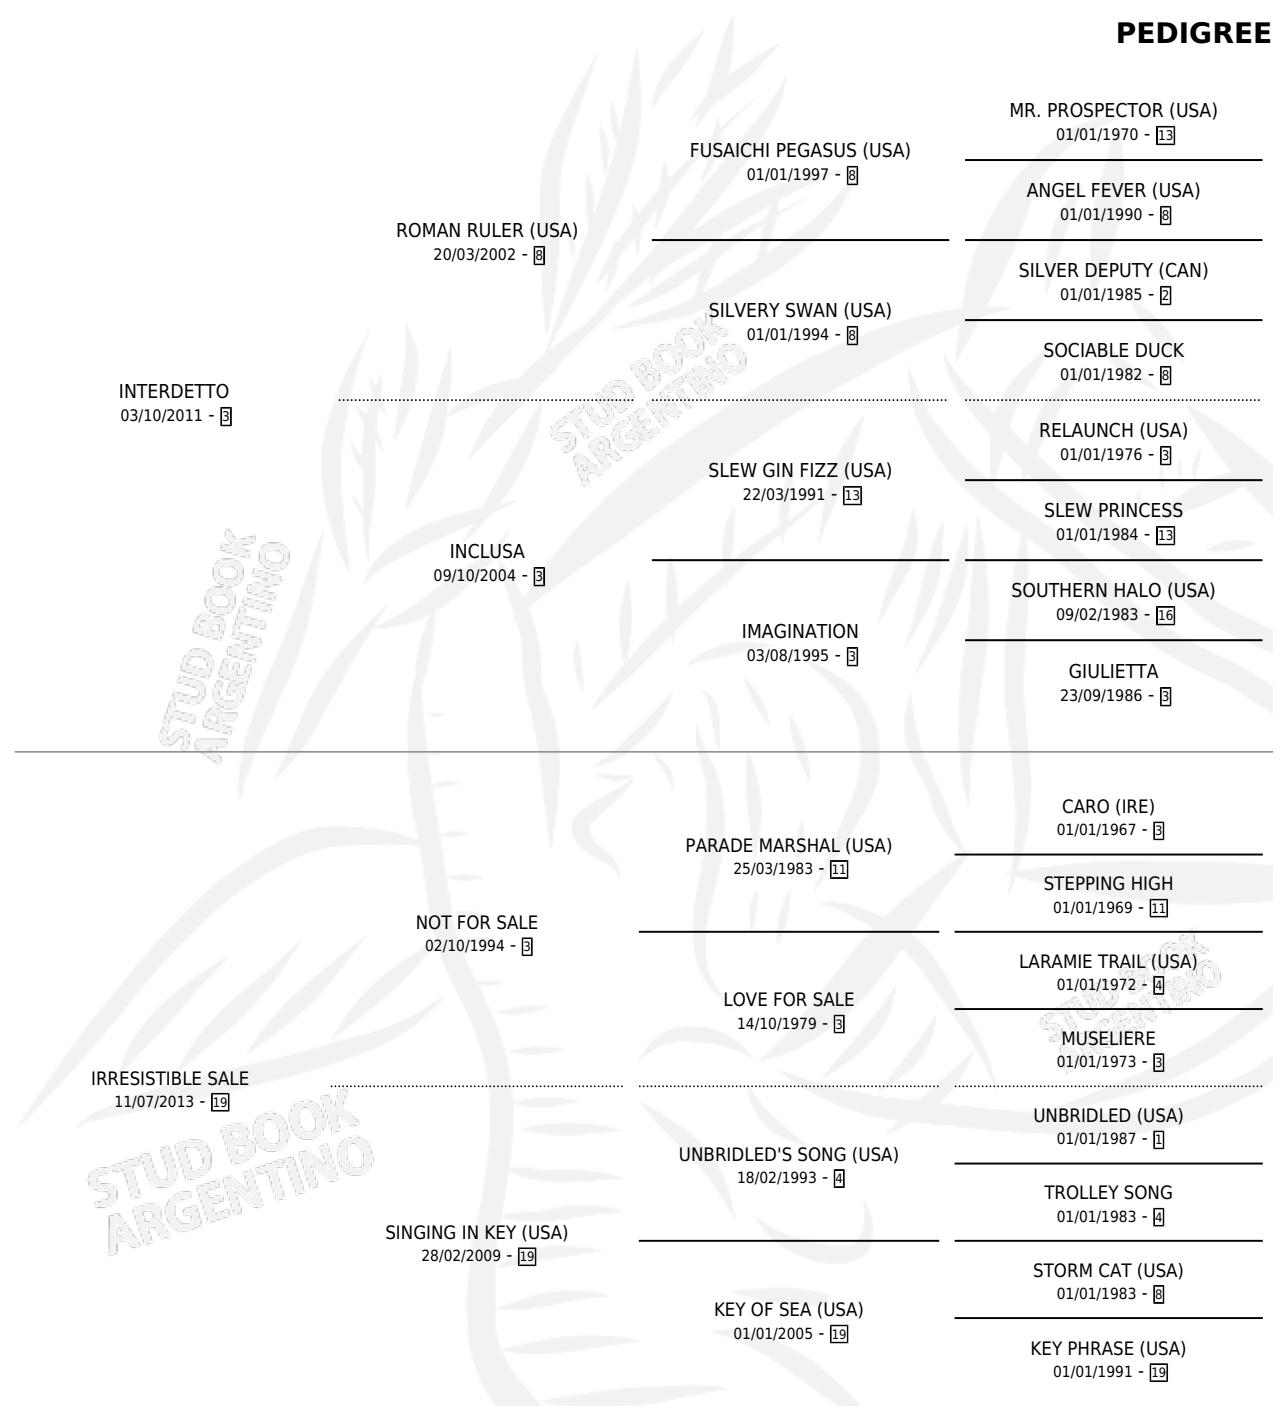 PEDIGREE
MR. PROSPECTOR (USA)
01/01/1970 - 13
FUSAICHI PEGASUS (USA)
01/01/1997 - 8
ANGEL FEVER (USA)
01/01/1990 - 8
ROMAN RULER (USA)
20/03/2002 - 8
SILVER DEPUTY (CAN)
01/01/1985 - 2
SILVERY SWAN (USA)
01/01/1994 - 8
SOCIABLE DUCK
01/01/1982 - 8
INTERDETTO
03/10/2011 - 3
RELAUNCH (USA)
01/01/1976 - 3
SLEW GIN FIZZ (USA)
22/03/1991 - 13
SLEW PRINCESS
01/01/1984 - 13
INCLUSA
09/10/2004 - 3
SOUTHERN HALO (USA)
09/02/1983 - 16
IMAGINATION
03/08/1995 - 3
GIULIETTA
23/09/1986 - 3
CARO (IRE)
01/01/1967 - 3
PARADE MARSHAL (USA)
25/03/1983 - 11
STEPPING HIGH
01/01/1969 - 11
NOT FOR SALE
02/10/1994 - 3
LARAMIE TRAIL (USA)
01/01/1972 - 4
LOVE FOR SALE
14/10/1979 - 3
MUSELIERE
01/01/1973 - 3
IRRESISTIBLE SALE
11/07/2013 - 19
UNBRIDLED (USA)
01/01/1987 - 1
UNBRIDLED'S SONG (USA)
18/02/1993 - 4
TROLLEY SONG
01/01/1983 - 4
SINGING IN KEY (USA)
28/02/2009 - 19
STORM CAT (USA)
01/01/1983 - 8
KEY OF SEA (USA)
01/01/2005 - 19
KEY PHRASE (USA)
01/01/1991 - 19
STUD BOOK
ARGENTINO
STUD BOOK
ARGENTINO
STUD BOOK
ARGENTINO
STUD BOOK
ARGENTINO